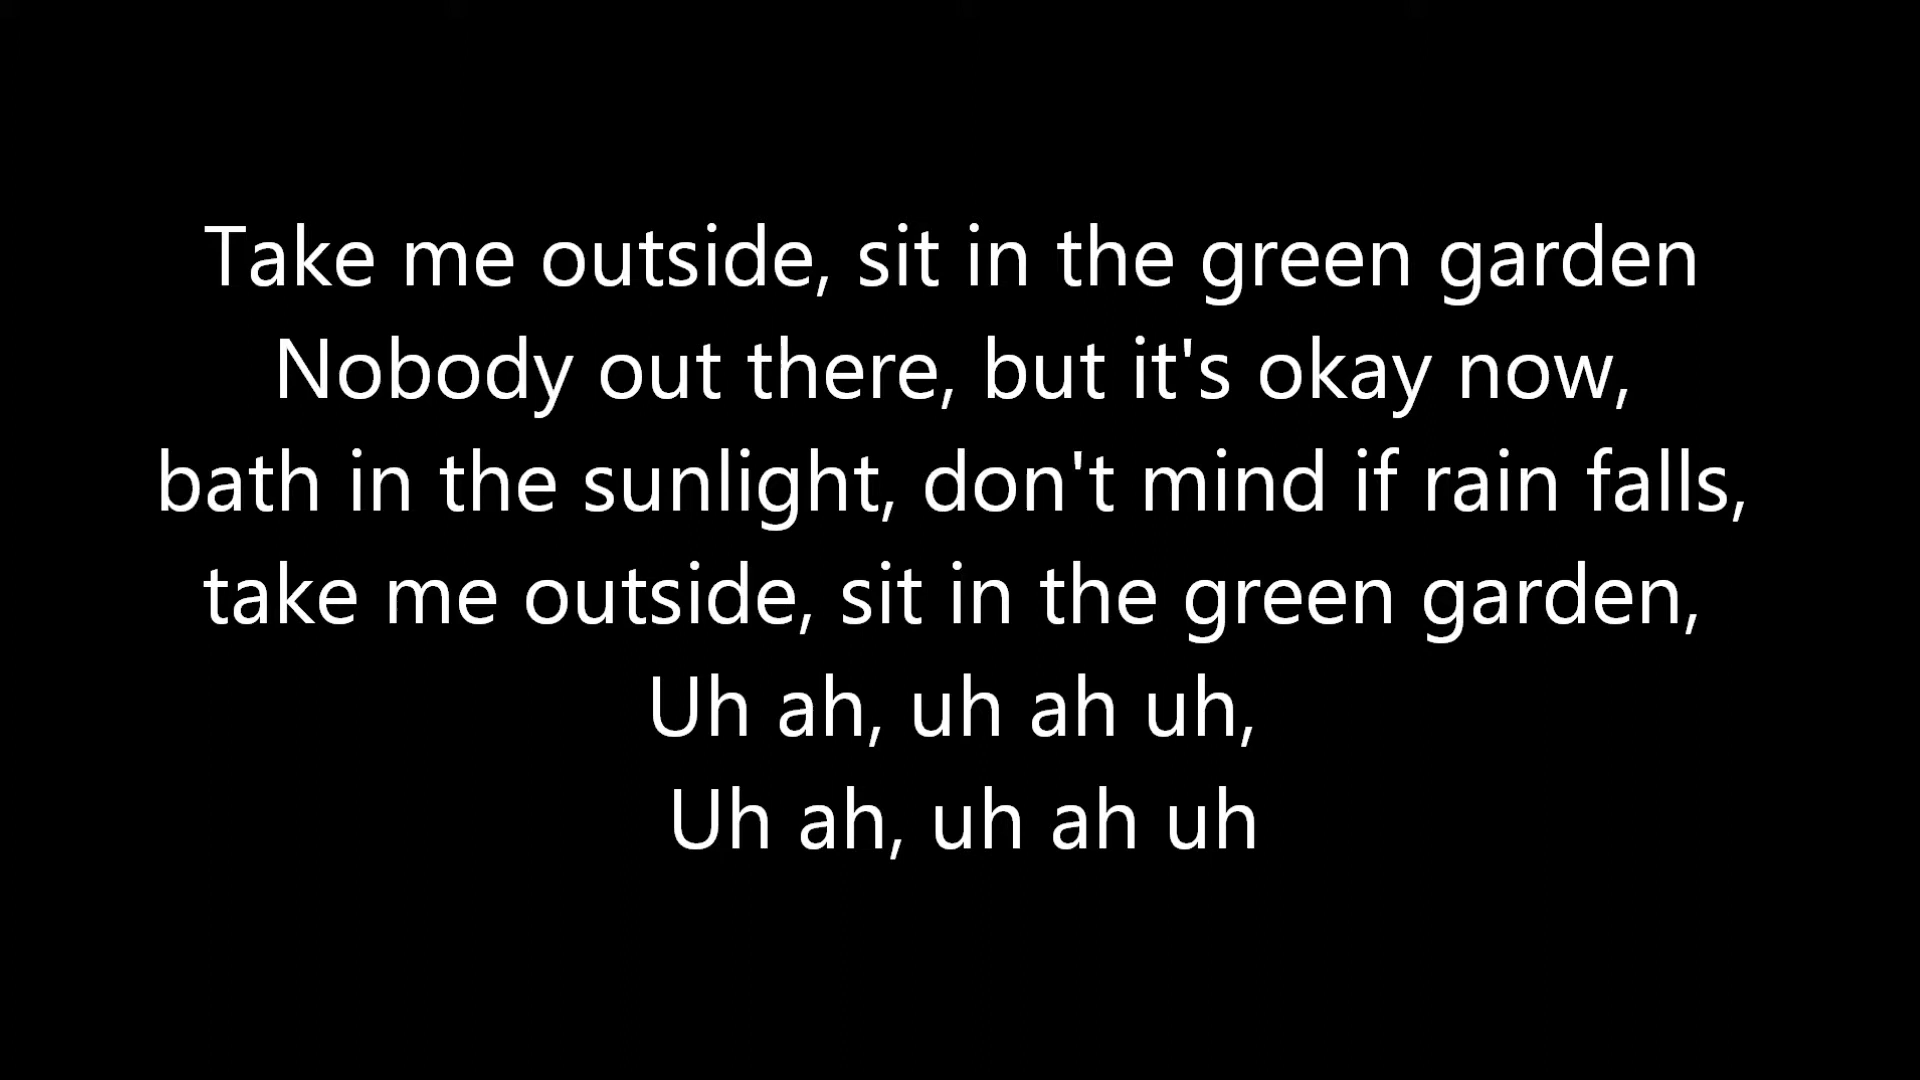 Take me outside, sit in the green garden
Nobody out there, but it's okay now,
bath in the sunlight, don't mind if rain falls,
take me outside, sit in the green garden,
Uh ah, uh ah uh,
Uh ah, uh ah uh